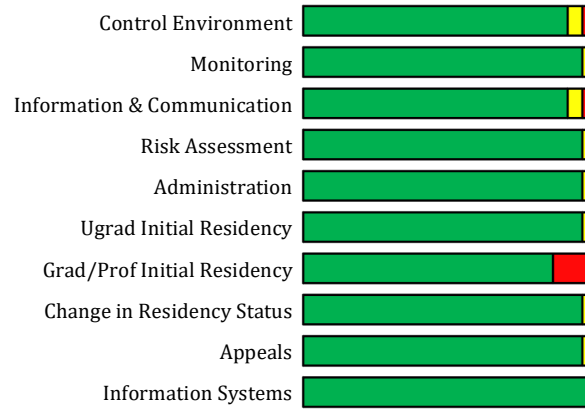 Control Environment
Monitoring
Information & Communication
Risk Assessment
Administration
Ugrad Initial Residency
Grad/Prof Initial Residency
Change in Residency Status
Appeals
Information Systems